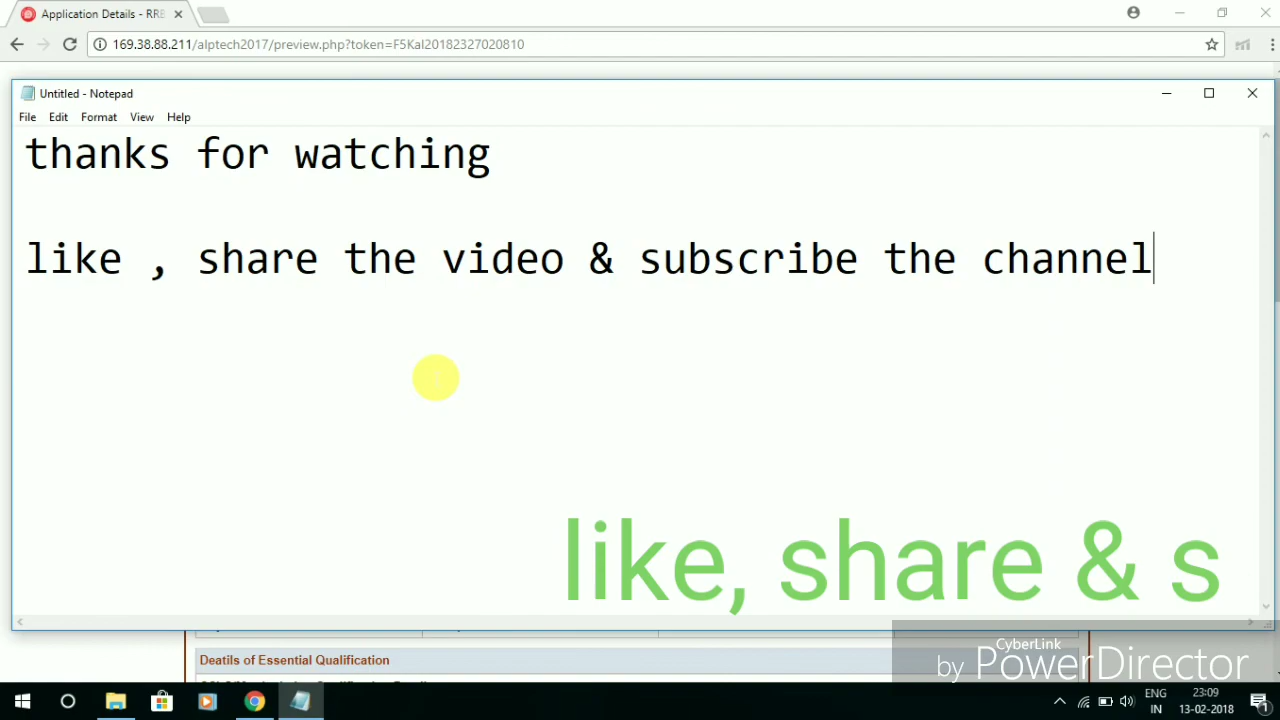 Application Details - RRB
169.38.88.211/alptech2017/preview.php?token=F5Kal20182327020810
Untitled - Notepad
File Edit Format View Help
thanks for watching
like , share the video & subscribe the channel
like, share & s
Deatils of Essential Qualification
CyberLink
by PowerDirector
ENG
IN
23:09
13-02-2018
1